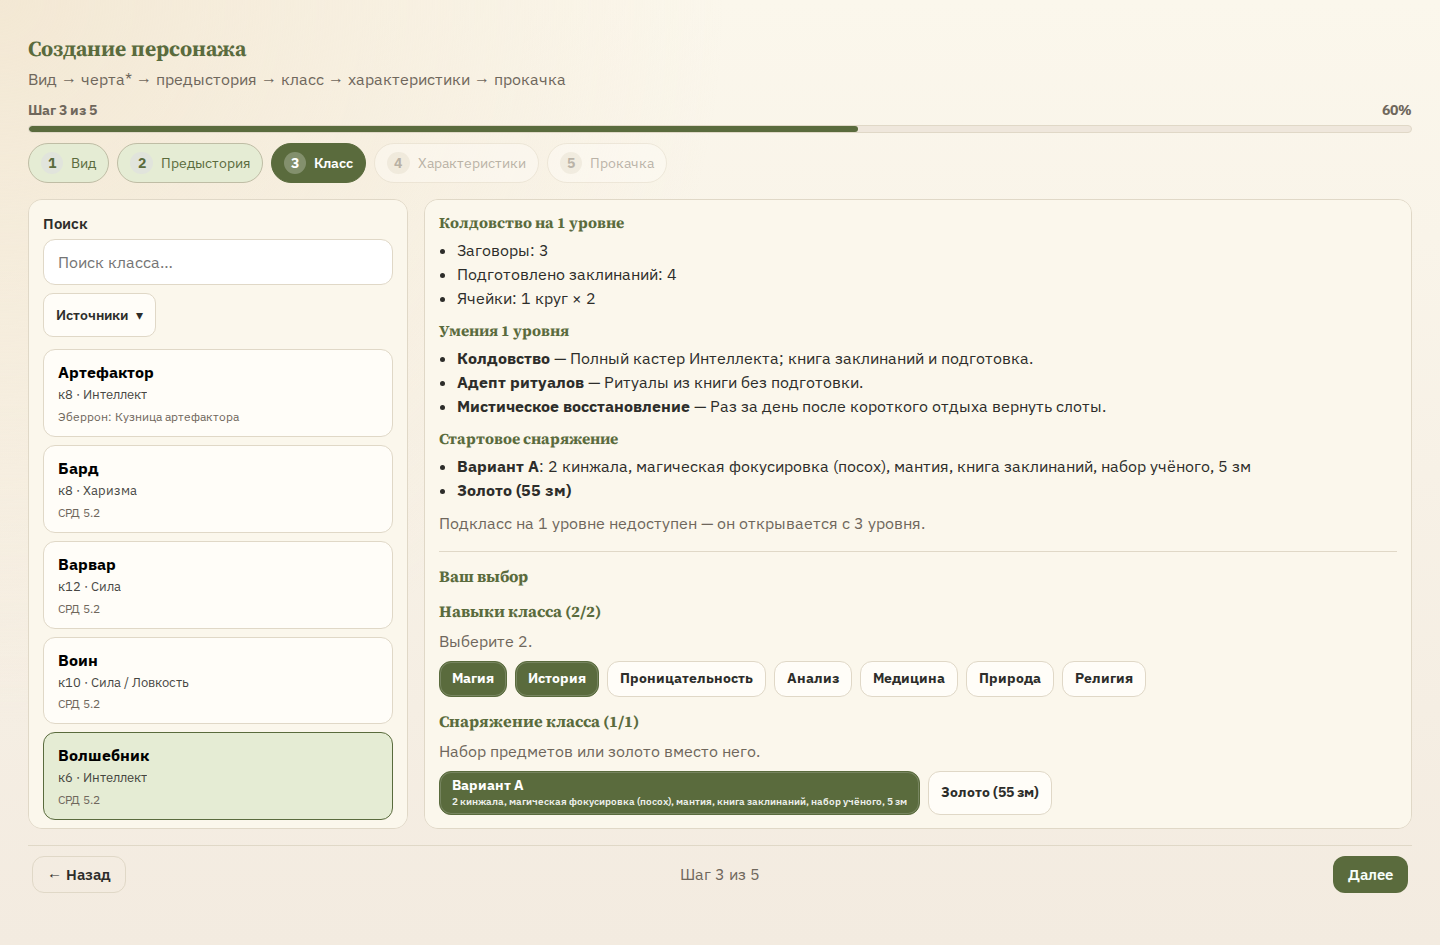 Создание персонажа
Вид → черта* → предыстория → класс → характеристики → прокачка
Шаг 3 из 5
60%
1 Вид
2 Предыстория
3 Класс
4 Характеристики
5 Прокачка
Поиск
Поиск класса...
Источники ▾
Артефактор
к8 · Интеллект
Эберрон: Кузница артефактора
Бард
к8 · Харизма
СРД 5.2
Варвар
к12 · Сила
СРД 5.2
Воин
к10 · Сила / Ловкость
СРД 5.2
Волшебник
к6 · Интеллект
СРД 5.2
Колдовство на 1 уровне
• Заговоры: 3
• Подготовлено заклинаний: 4
• Ячейки: 1 круг × 2
Умения 1 уровня
• Колдовство — Полный кастер Интеллекта; книга заклинаний и подготовка.
• Адепт ритуалов — Ритуалы из книги без подготовки.
• Мистическое восстановление — Раз за день после короткого отдыха вернуть слоты.
Стартовое снаряжение
• Вариант A: 2 кинжала, магическая фокусировка (посох), мантия, книга заклинаний, набор учёного, 5 зм
• Золото (55 зм)
Подкласс на 1 уровне недоступен — он открывается с 3 уровня.
Ваш выбор
Навыки класса (2/2)
Выберите 2.
Магия
История
Проницательность
Анализ
Медицина
Природа
Религия
Снаряжение класса (1/1)
Набор предметов или золото вместо него.
Вариант A
2 кинжала, магическая фокусировка (посох), мантия, книга заклинаний, набор учёного, 5 зм
Золото (55 зм)
← Назад
Шаг 3 из 5
Далее